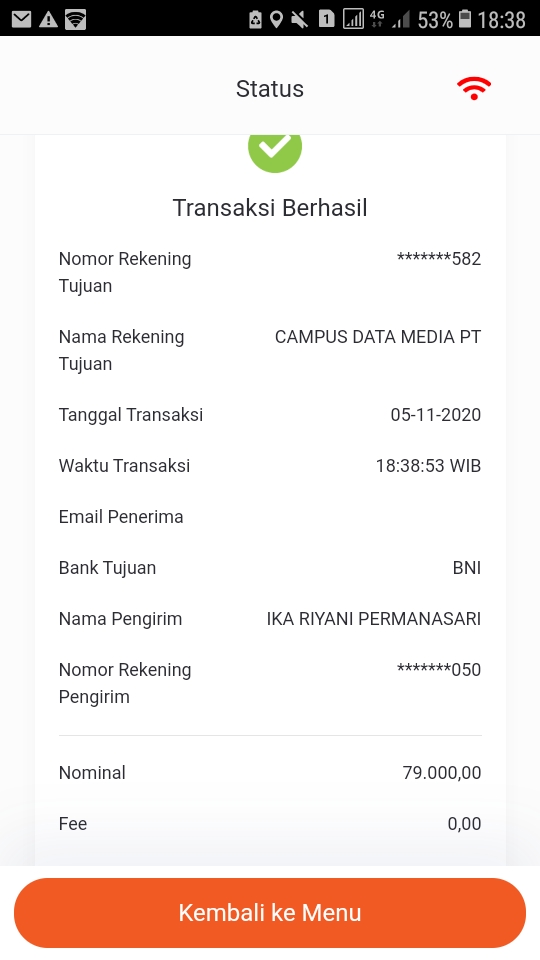 1 4G 53% 18:38
Status
Transaksi Berhasil
Nomor Rekening *******582
Tujuan
Nama Rekening CAMPUS DATA MEDIA PT
Tujuan
Tanggal Transaksi 05-11-2020
Waktu Transaksi 18:38:53 WIB
Email Penerima
Bank Tujuan BNI
Nama Pengirim IKA RIYANI PERMANASARI
Nomor Rekening *******050
Pengirim
Nominal 79.000,00
Fee 0,00
Kembali ke Menu